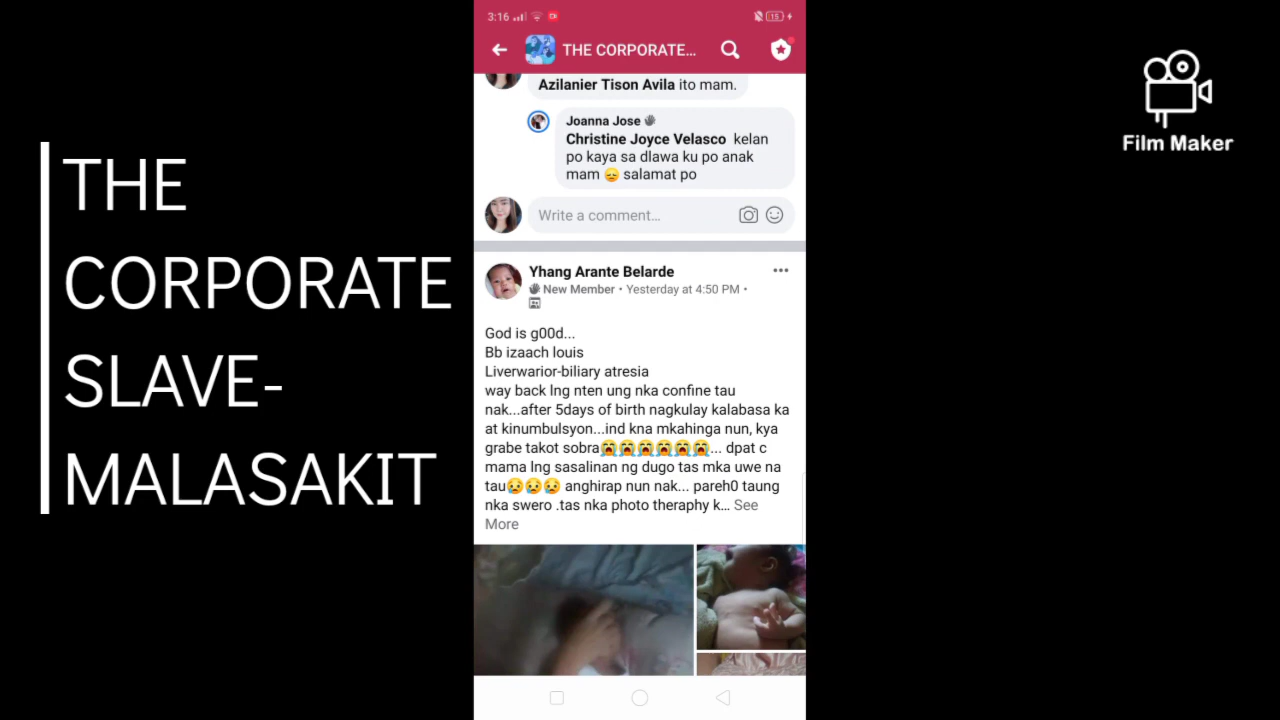 THE
CORPORATE
SLAVE-
MALASAKIT
3:16
15
THE CORPORATE...
Azilanier Tison Avila ito mam.
Joanna Jose
Christine Joyce Velasco kelan
po kaya sa dlawa ku po anak
mam 😞 salamat po
Write a comment...
Yhang Arante Belarde
New Member • Yesterday at 4:50 PM •
God is g00d...
Bb izaach louis
Liverwarior-biliary atresia
way back lng nten ung nka confine tau
nak...after 5days of birth nagkulay kalabasa ka
at kinumbulsyon...ind kna mkahinga nun, kya
grabe takot sobra😭😭😭😭😭😭... dpat c
mama lng sasalinan ng dugo tas mka uwe na
tau😥😥😥 anghirap nun nak... pareh0 taung
nka swero .tas nka photo theraphy k... See
More
Film Maker